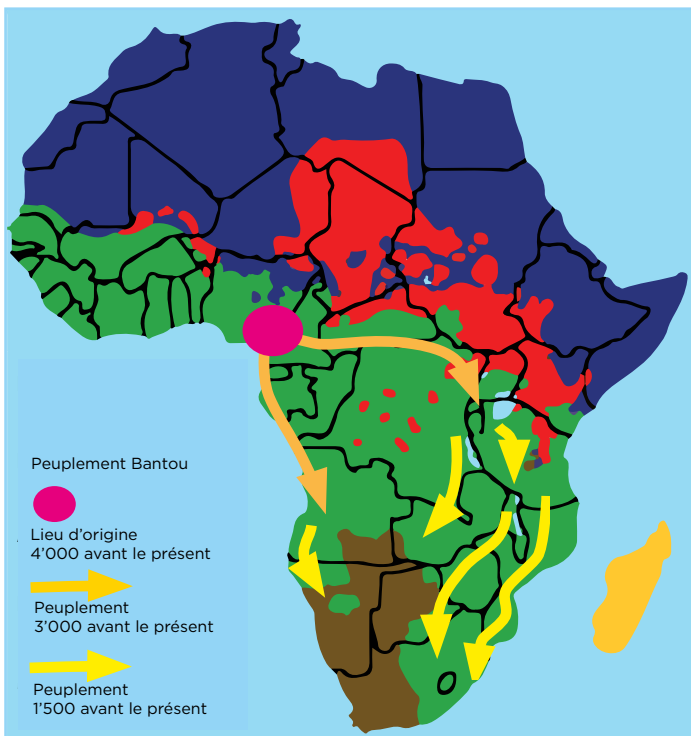 Peuplement Bantou
Lieu d'origine
4'000 avant le présent
Peuplement
3'000 avant le présent
Peuplement
1'500 avant le présent